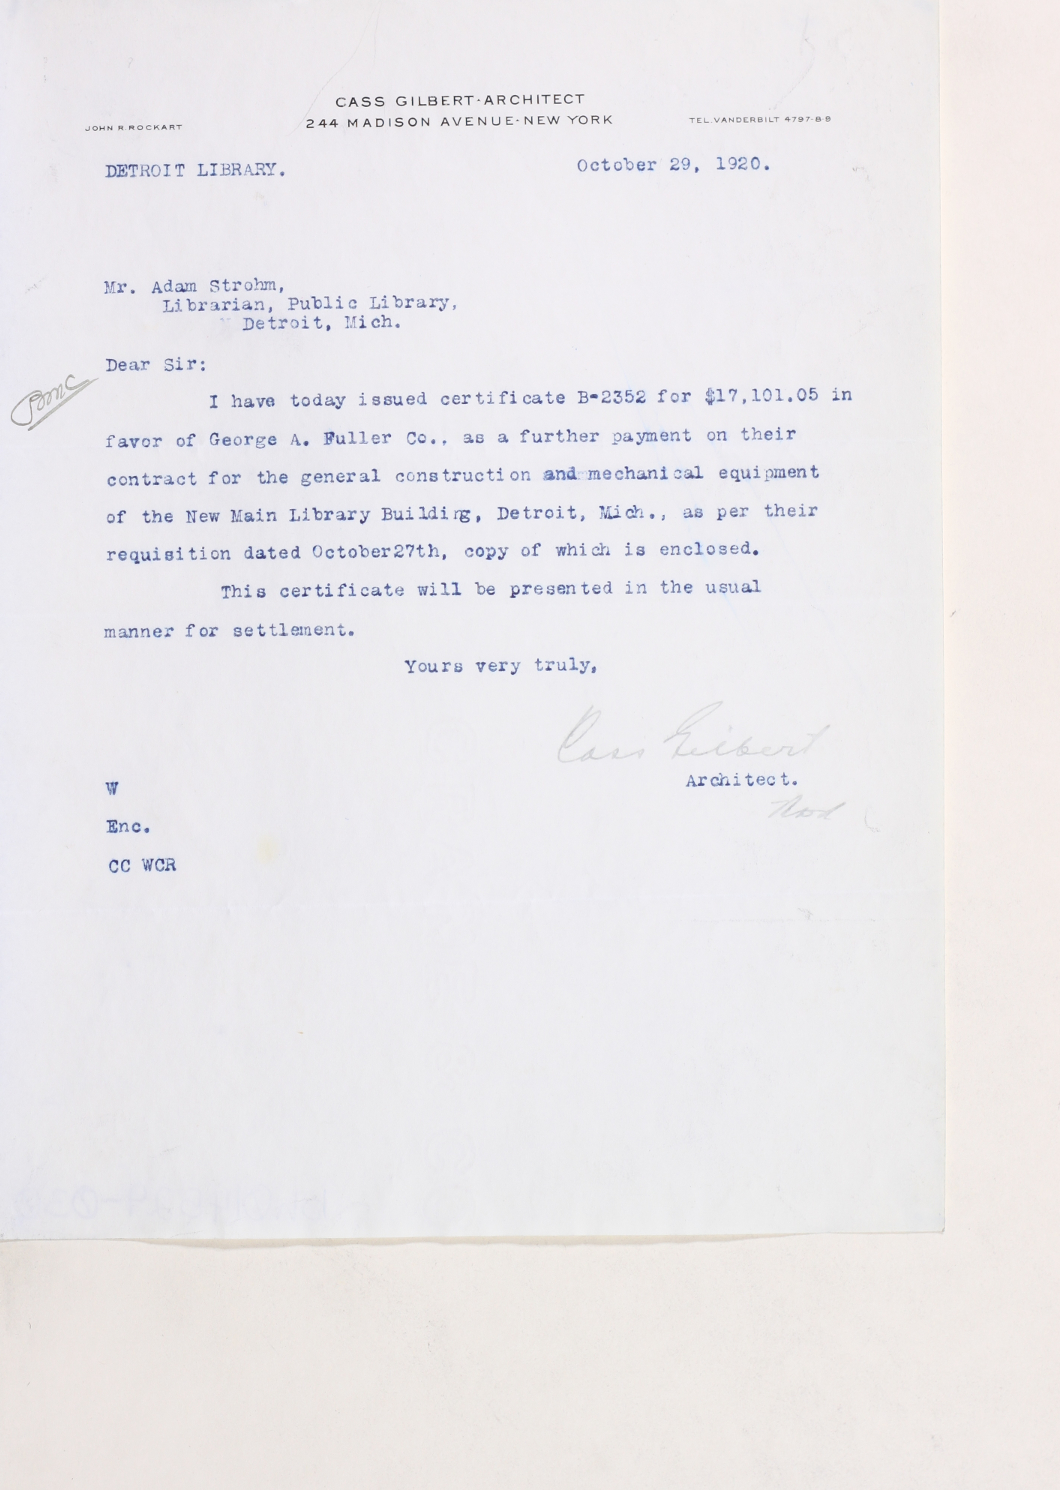 CASS GILBERT-ARCHITECT
244 MADISON AVENUE-NEW YORK
JOHN R. ROCKART
TEL. VANDERBILT 4797-8-9
DETROIT LIBRARY.
October 29, 1920.
Mr. Adam Strohm,
Librarian, Public Library,
Detroit, Mich.
Dear Sir:
I have today issued certificate B-2352 for $17,101.05 in
favor of George A. Fuller Co., as a further payment on their
contract for the general construction and mechanical equipment
of the New Main Library Building, Detroit, Mich., as per their
requisition dated October27th, copy of which is enclosed.
This certificate will be presented in the usual
manner for settlement.
Yours very truly,
Cass Gilbert
Architect.
W
Enc.
CC WCR